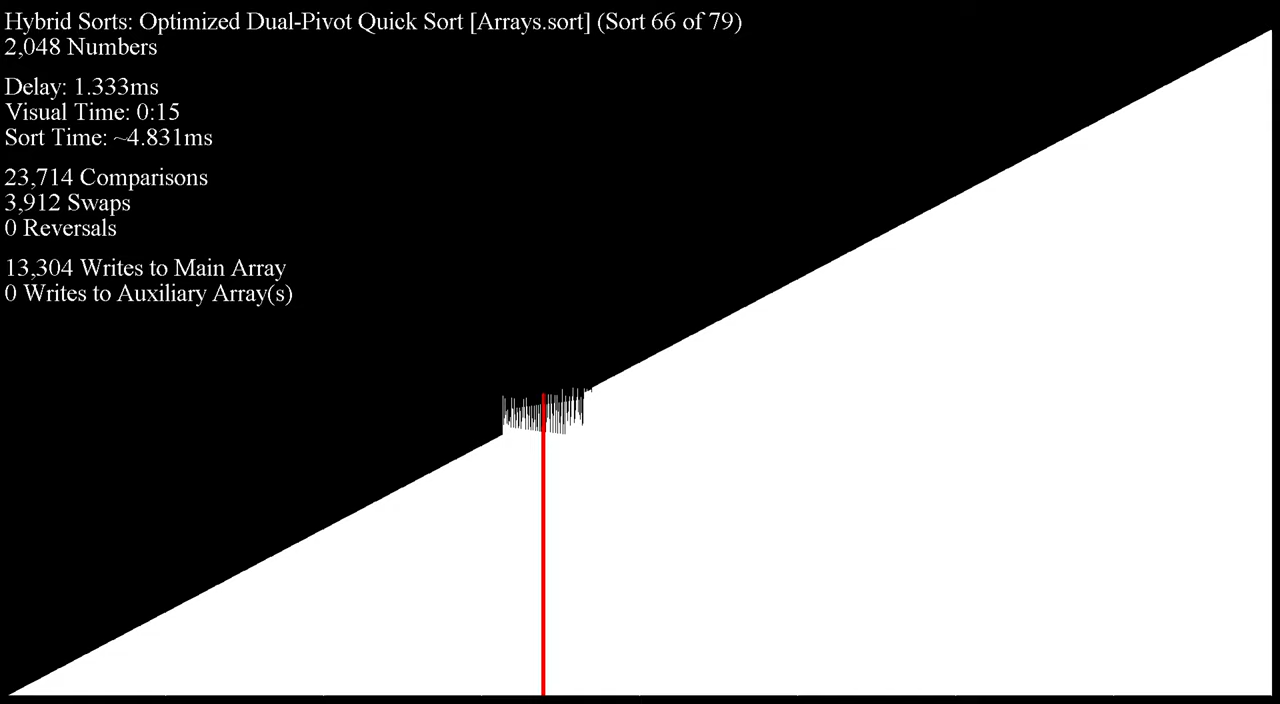 Hybrid Sorts: Optimized Dual-Pivot Quick Sort [Arrays.sort] (Sort 66 of 79)
2,048 Numbers
Delay: 1.333ms
Visual Time: 0:15
Sort Time: ~4.831ms
23,714 Comparisons
3,912 Swaps
0 Reversals
13,304 Writes to Main Array
0 Writes to Auxiliary Array(s)